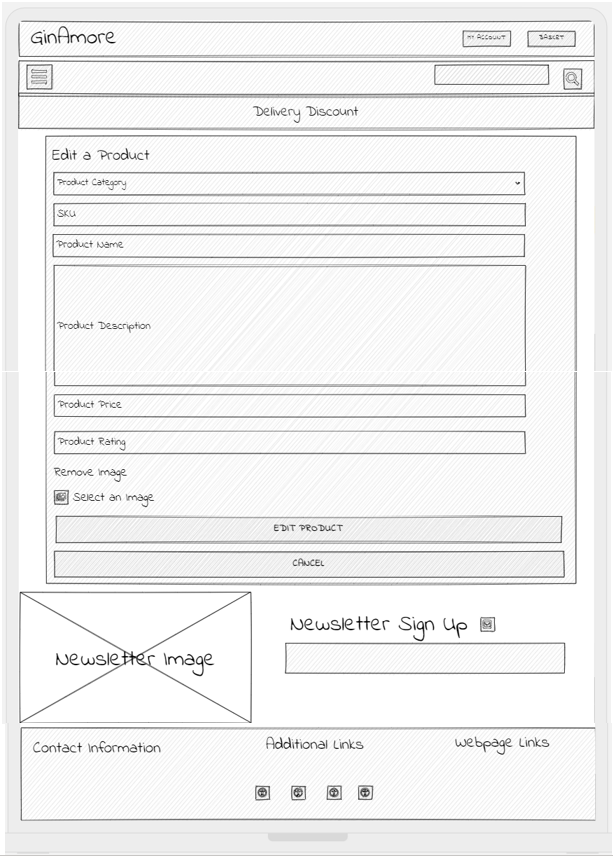 GinAmore
MY ACCOUNT
BASKET
Delivery Discount
Edit a Product
Product Category
SKU
Product Name
Product Description
Product Price
Product Rating
Remove Image
Select an Image
EDIT PRODUCT
CANCEL
Newsletter Image
Newsletter Sign Up
Contact Information
Additional Links
Webpage Links